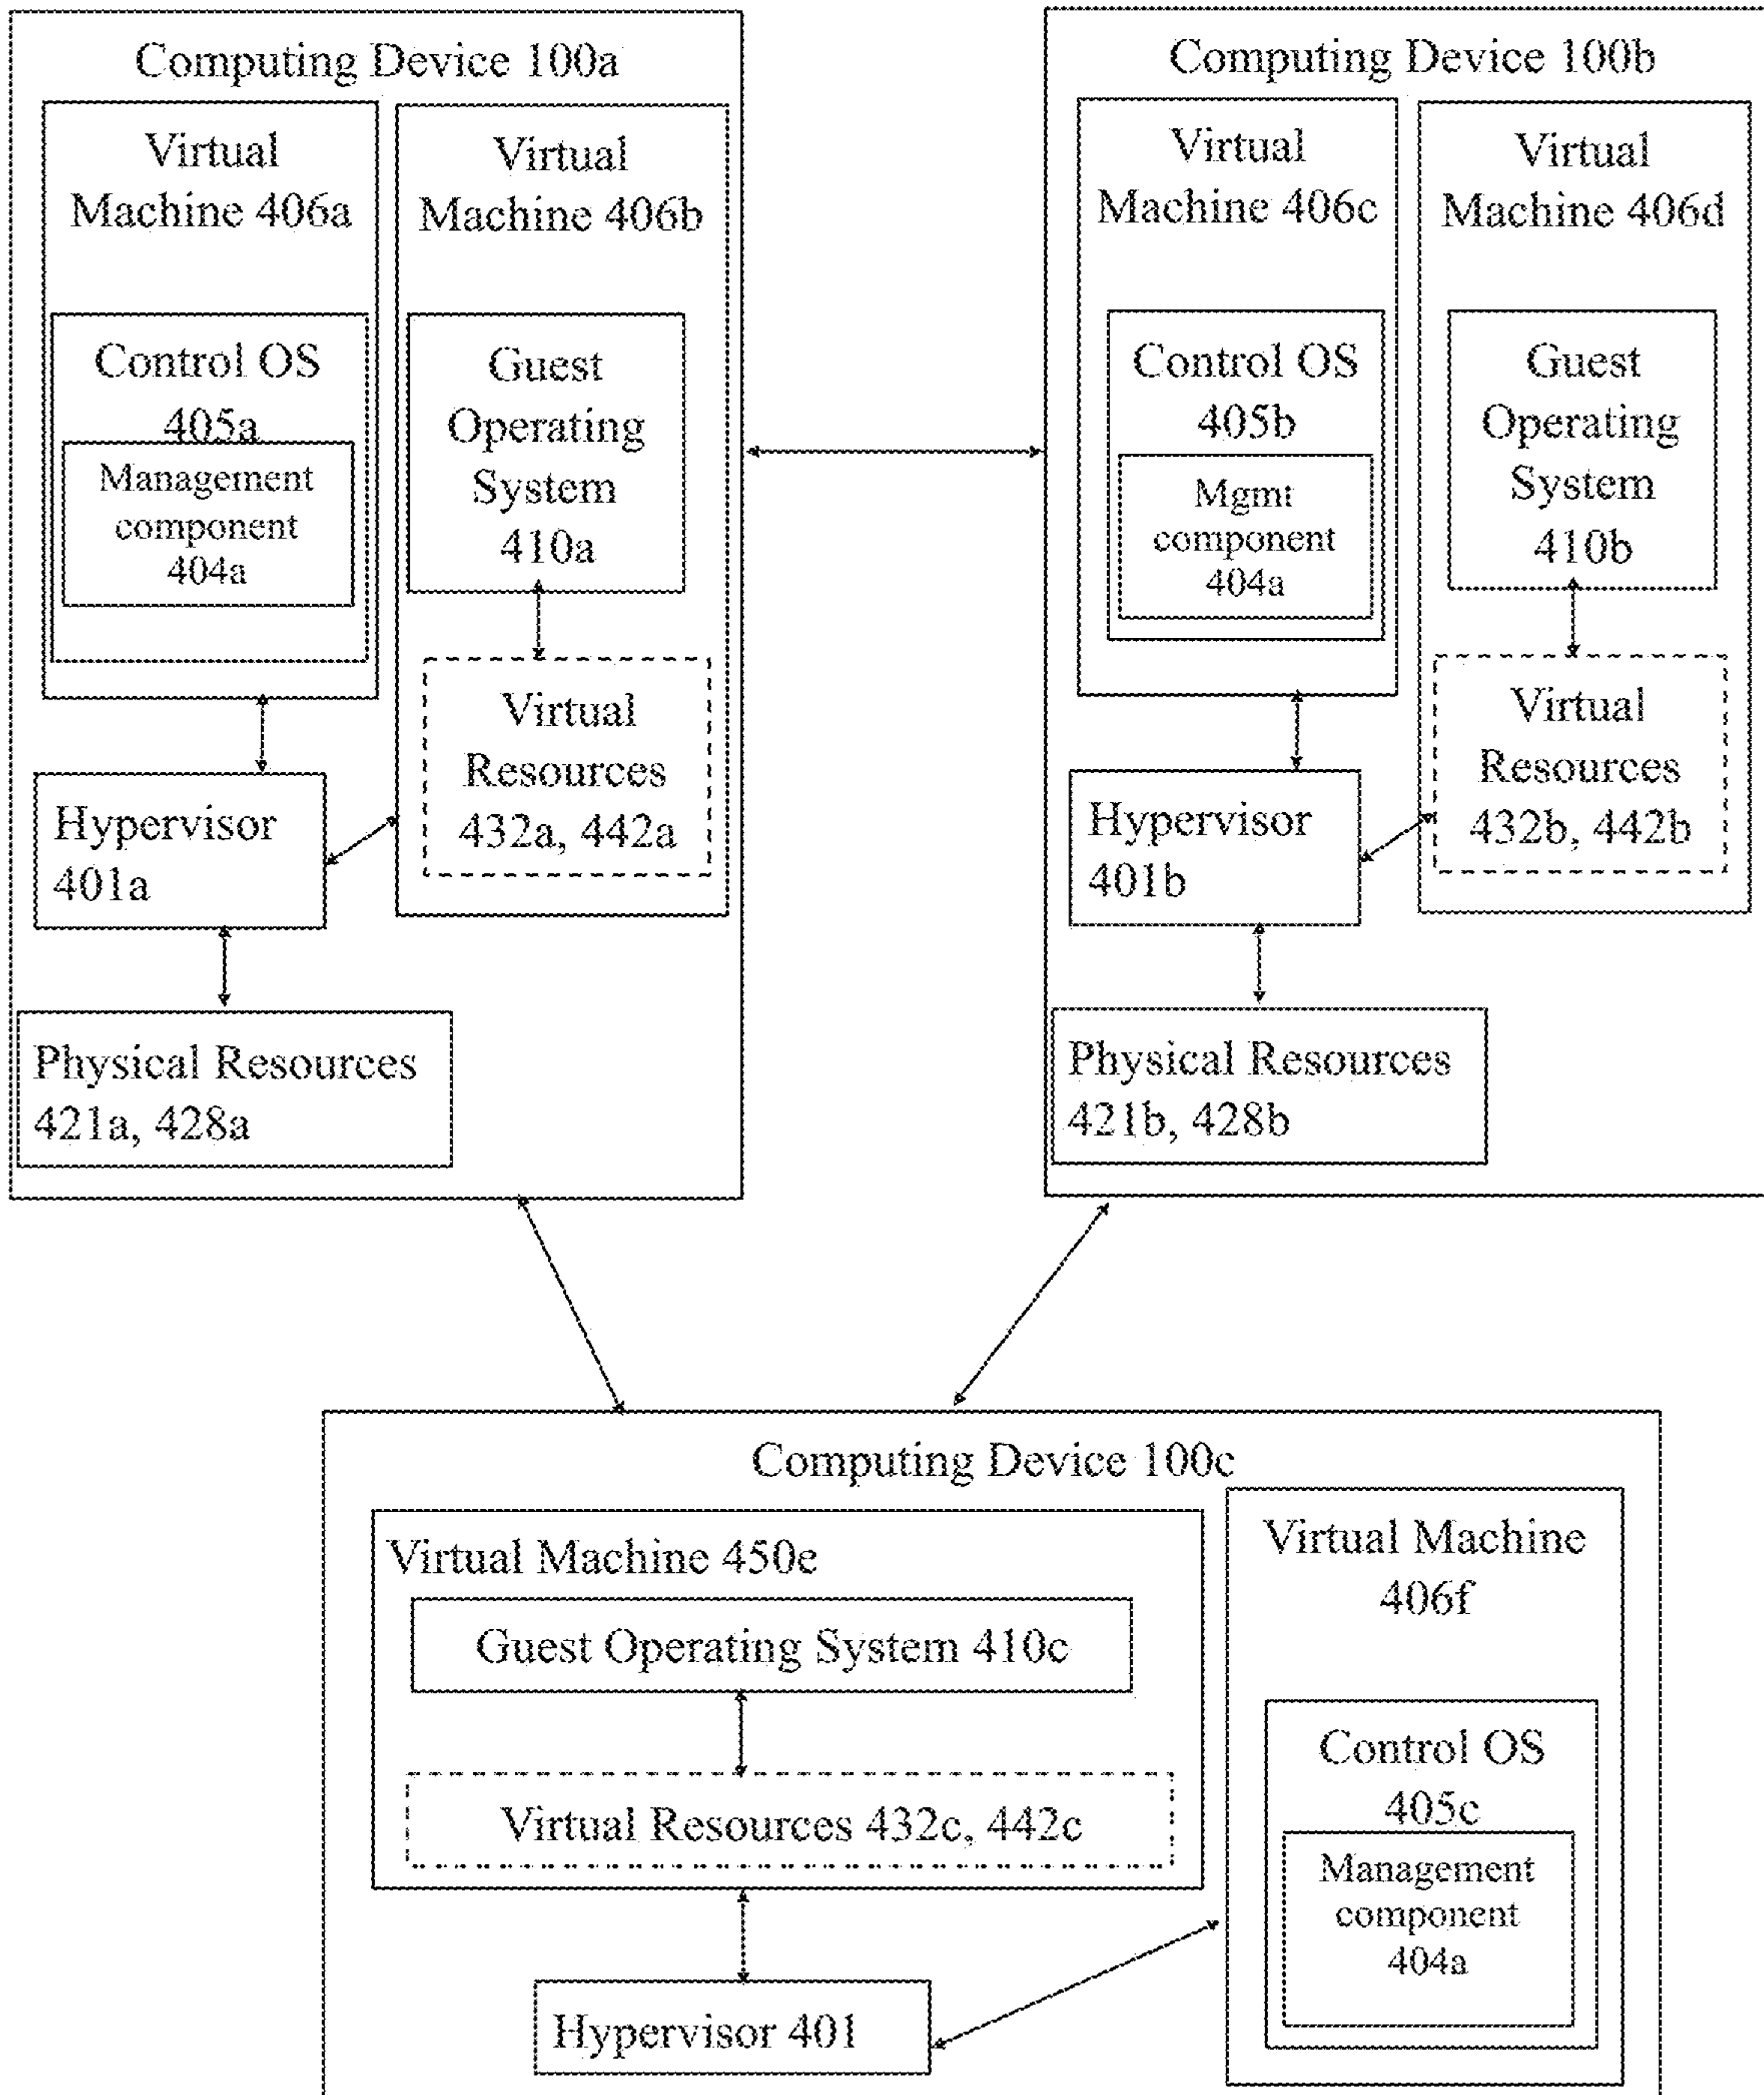 Computing Device 100a
Virtual
Machine 406a
Control OS
405a
Management
component
404a
Virtual
Machine 406b
Guest
Operating
System
410a
Virtual
Resources
432a, 442a
Hypervisor
401a
Physical Resources
421a, 428a
Computing Device 100b
Virtual
Machine 406c
Control OS
405b
Mgmt
component
404a
Virtual
Machine 406d
Guest
Operating
System
410b
Virtual
Resources
432b, 442b
Hypervisor
401b
Physical Resources
421b, 428b
Computing Device 100c
Virtual Machine 450e
Guest Operating System 410c
Virtual Resources 432c, 442c
Hypervisor 401
Virtual Machine
406f
Control OS
405c
Management
component
404a